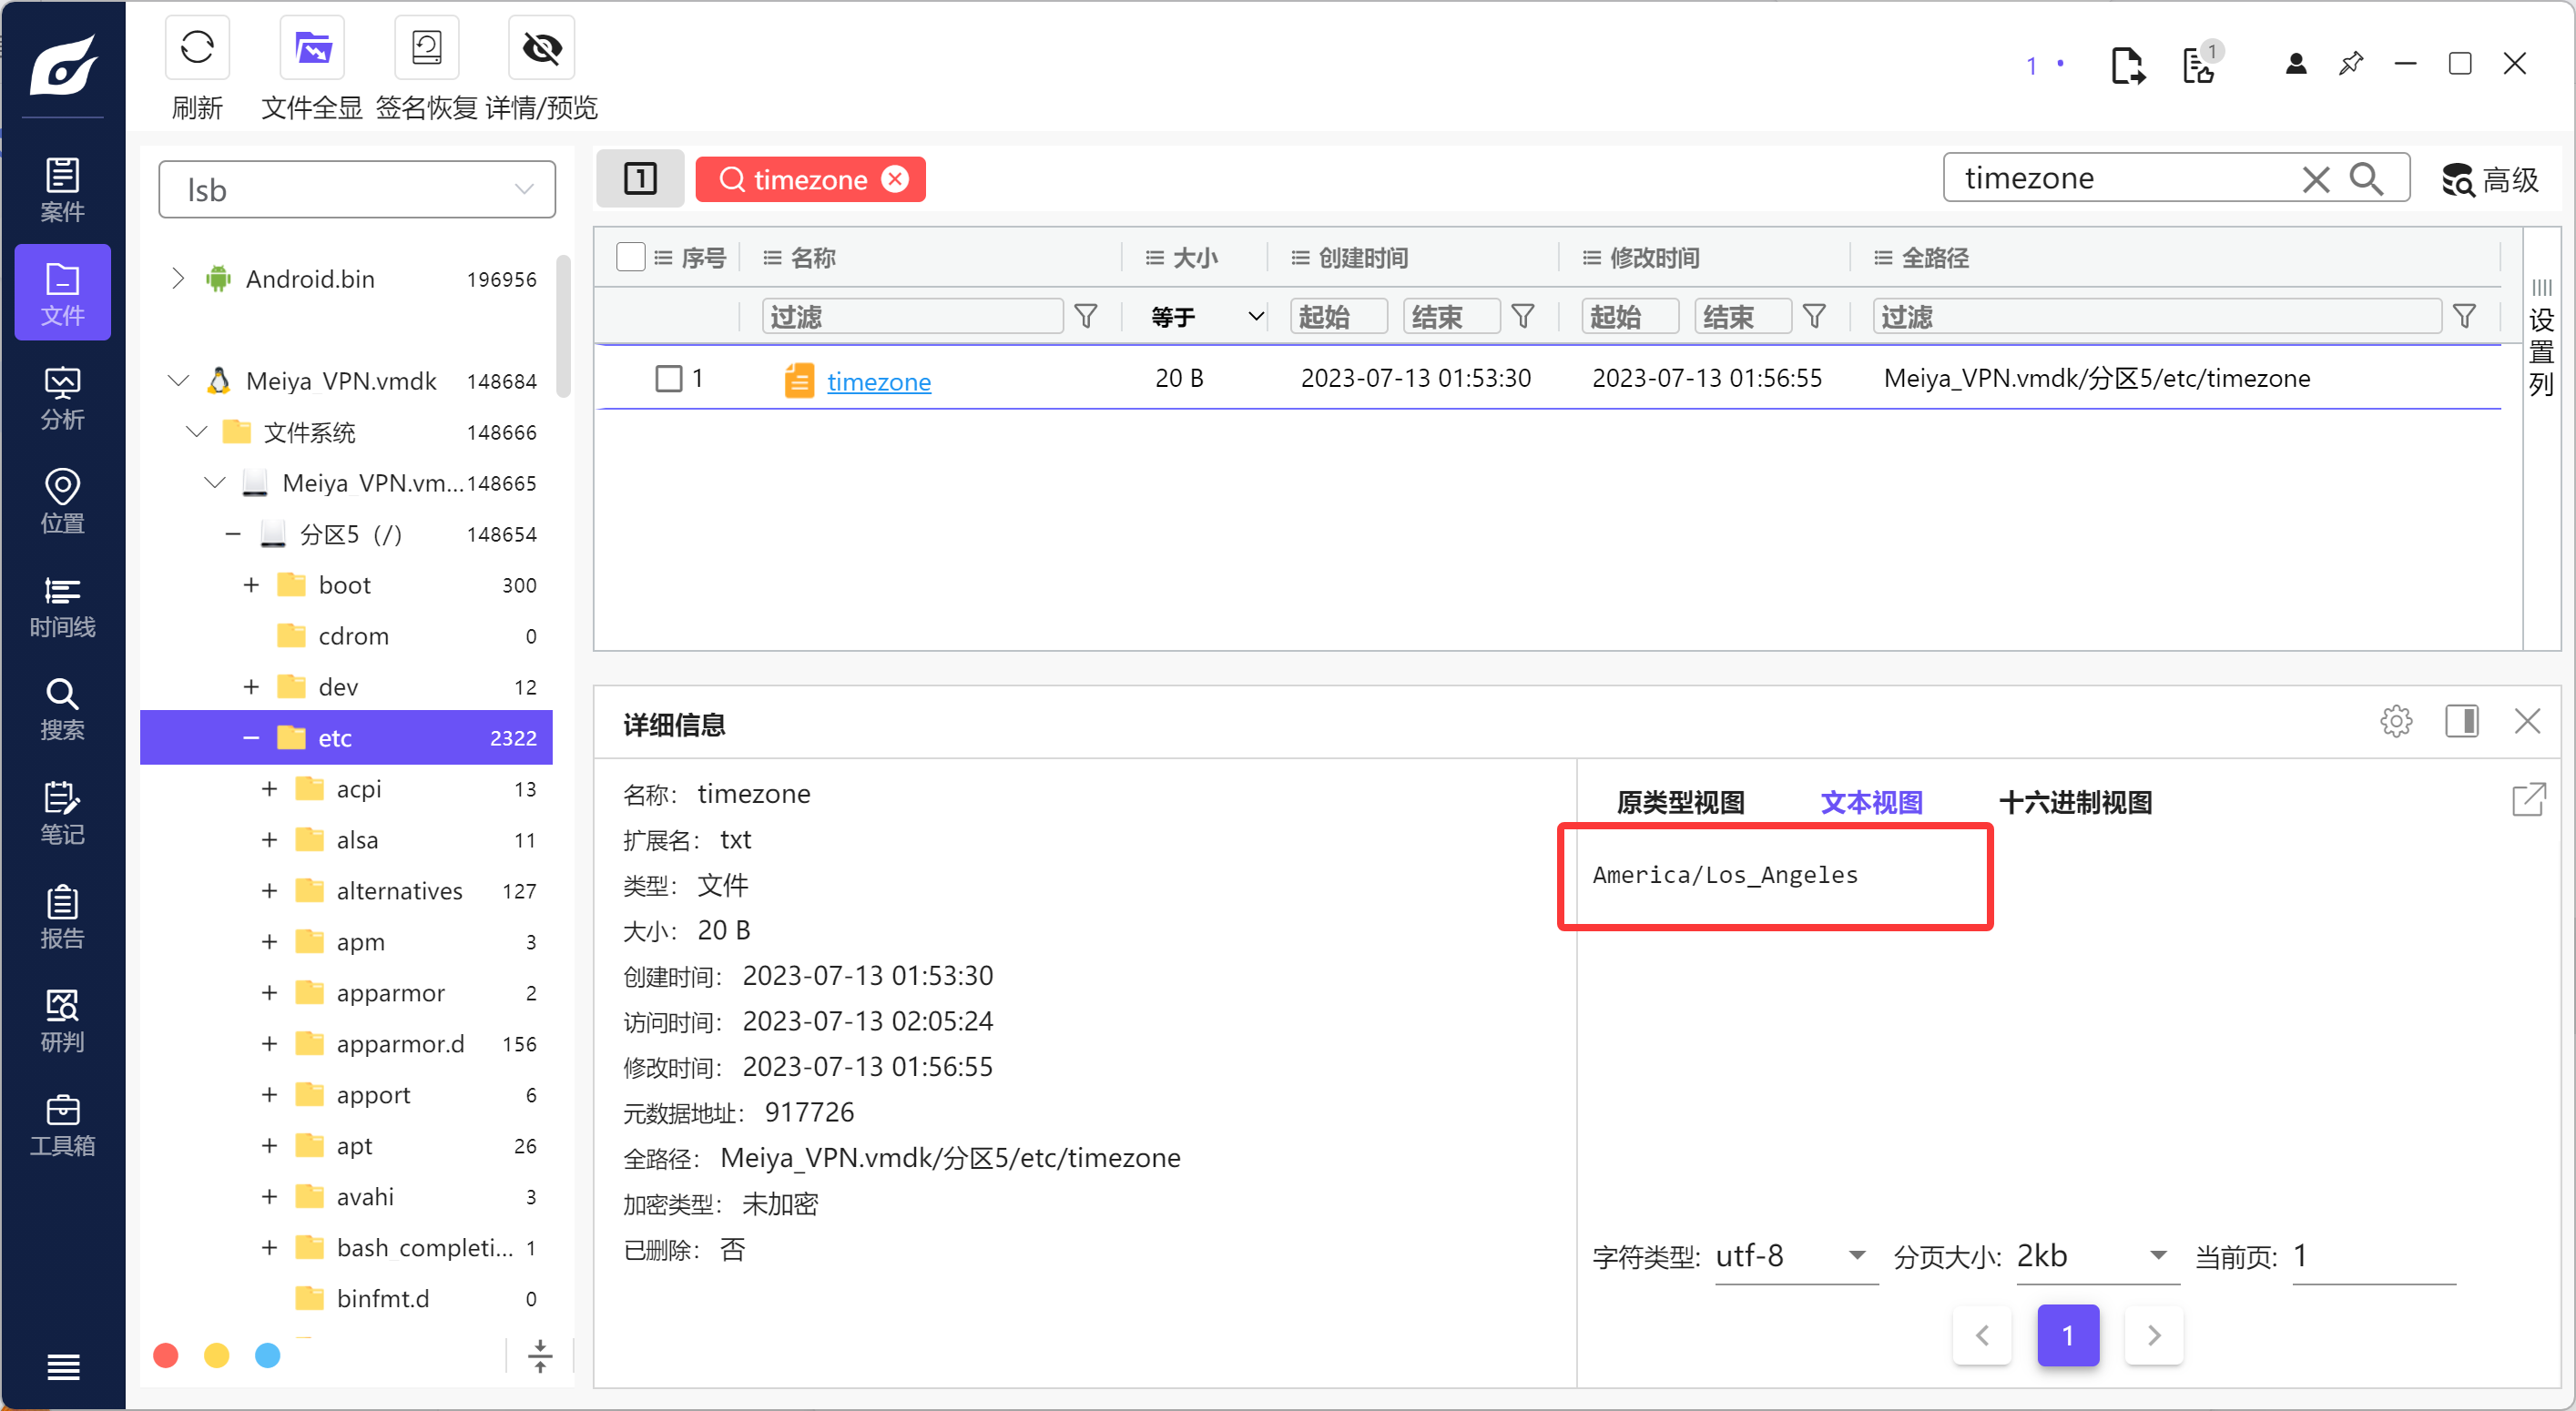 刷新
文件全显
签名恢复
详情/预览
1
1
案件
文件
分析
位置
时间线
搜索
笔记
报告
研判
工具箱
lsb
Android.bin 196956
Meiya_VPN.vmdk 148684
文件系统 148666
Meiya_VPN.vm... 148665
分区5 (/) 148654
boot 300
cdrom 0
dev 12
etc 2322
acpi 13
alsa 11
alternatives 127
apm 3
apparmor 2
apparmor.d 156
apport 6
apt 26
avahi 3
bash_completi... 1
binfmt.d 0
1
timezone
timezone
高级
序号 名称 大小 创建时间 修改时间 全路径
过滤 等于 起始 结束 起始 结束 过滤
1 timezone 20 B 2023-07-13 01:53:30 2023-07-13 01:56:55 Meiya_VPN.vmdk/分区5/etc/timezone
设置列
详细信息
名称: timezone
扩展名: txt
类型: 文件
大小: 20 B
创建时间: 2023-07-13 01:53:30
访问时间: 2023-07-13 02:05:24
修改时间: 2023-07-13 01:56:55
元数据地址: 917726
全路径: Meiya_VPN.vmdk/分区5/etc/timezone
加密类型: 未加密
已删除: 否
原类型视图 文本视图 十六进制视图
America/Los_Angeles
字符类型: utf-8 分页大小: 2kb 当前页: 1
1